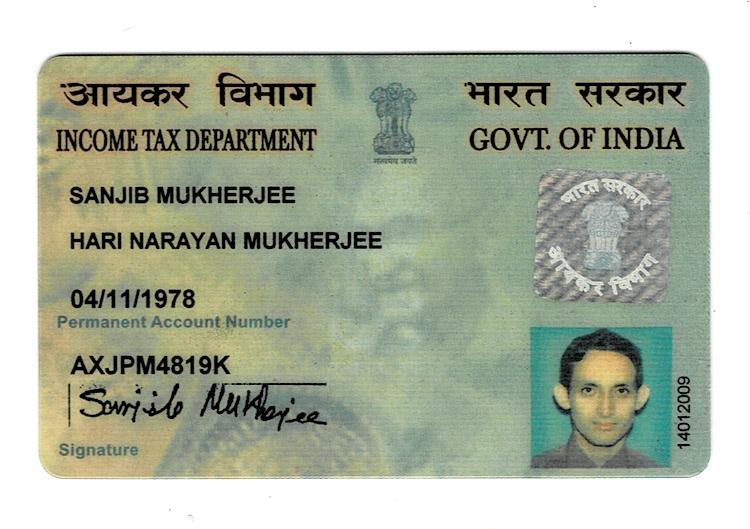 आयकर विभाग
भारत सरकार
INCOME TAX DEPARTMENT
GOVT. OF INDIA
सत्यमेव जयते
SANJIB MUKHERJEE
HARI NARAYAN MUKHERJEE
भारत सरकार
आयकर विभाग
04/11/1978
Permanent Account Number
AXJPM4819K
Sanjib Mukherjee
Signature
14012009